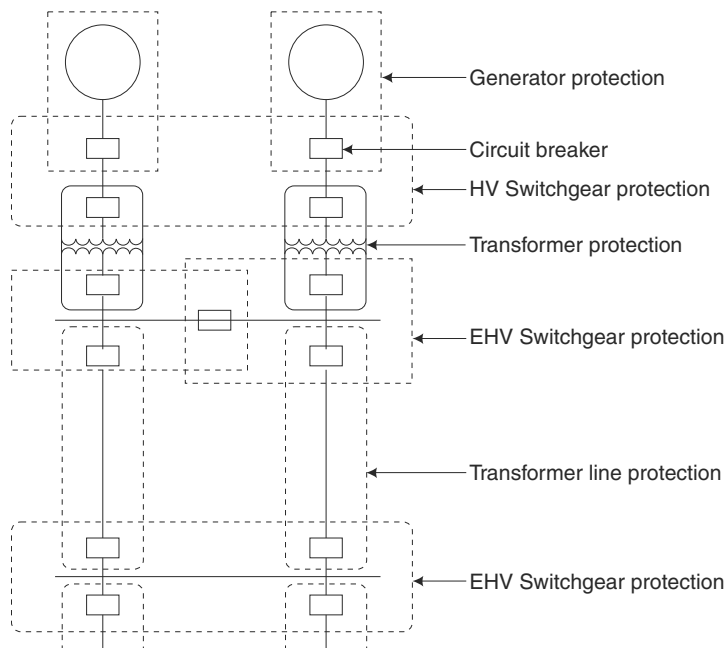 Generator protection
Circuit breaker
HV Switchgear protection
Transformer protection
EHV Switchgear protection
Transformer line protection
EHV Switchgear protection